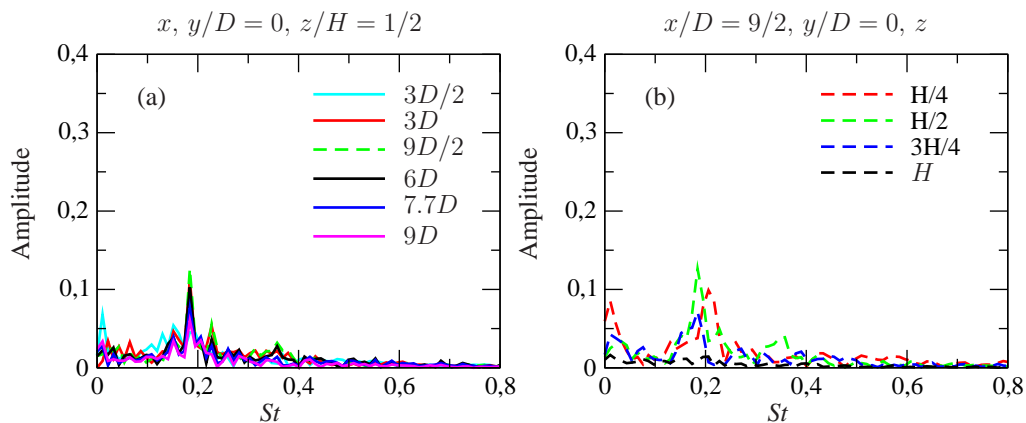 x, y/D = 0, z/H = 1/2
0,4
0,3
0,2
0,1
0
Amplitude
(a)
3D/2
3D
9D/2
6D
7.7D
9D
0 0,2 0,4 0,6 0,8
St
x/D = 9/2, y/D = 0, z
0,4
0,3
0,2
0,1
0
Amplitude
(b)
H/4
H/2
3H/4
H
0 0,2 0,4 0,6 0,8
St